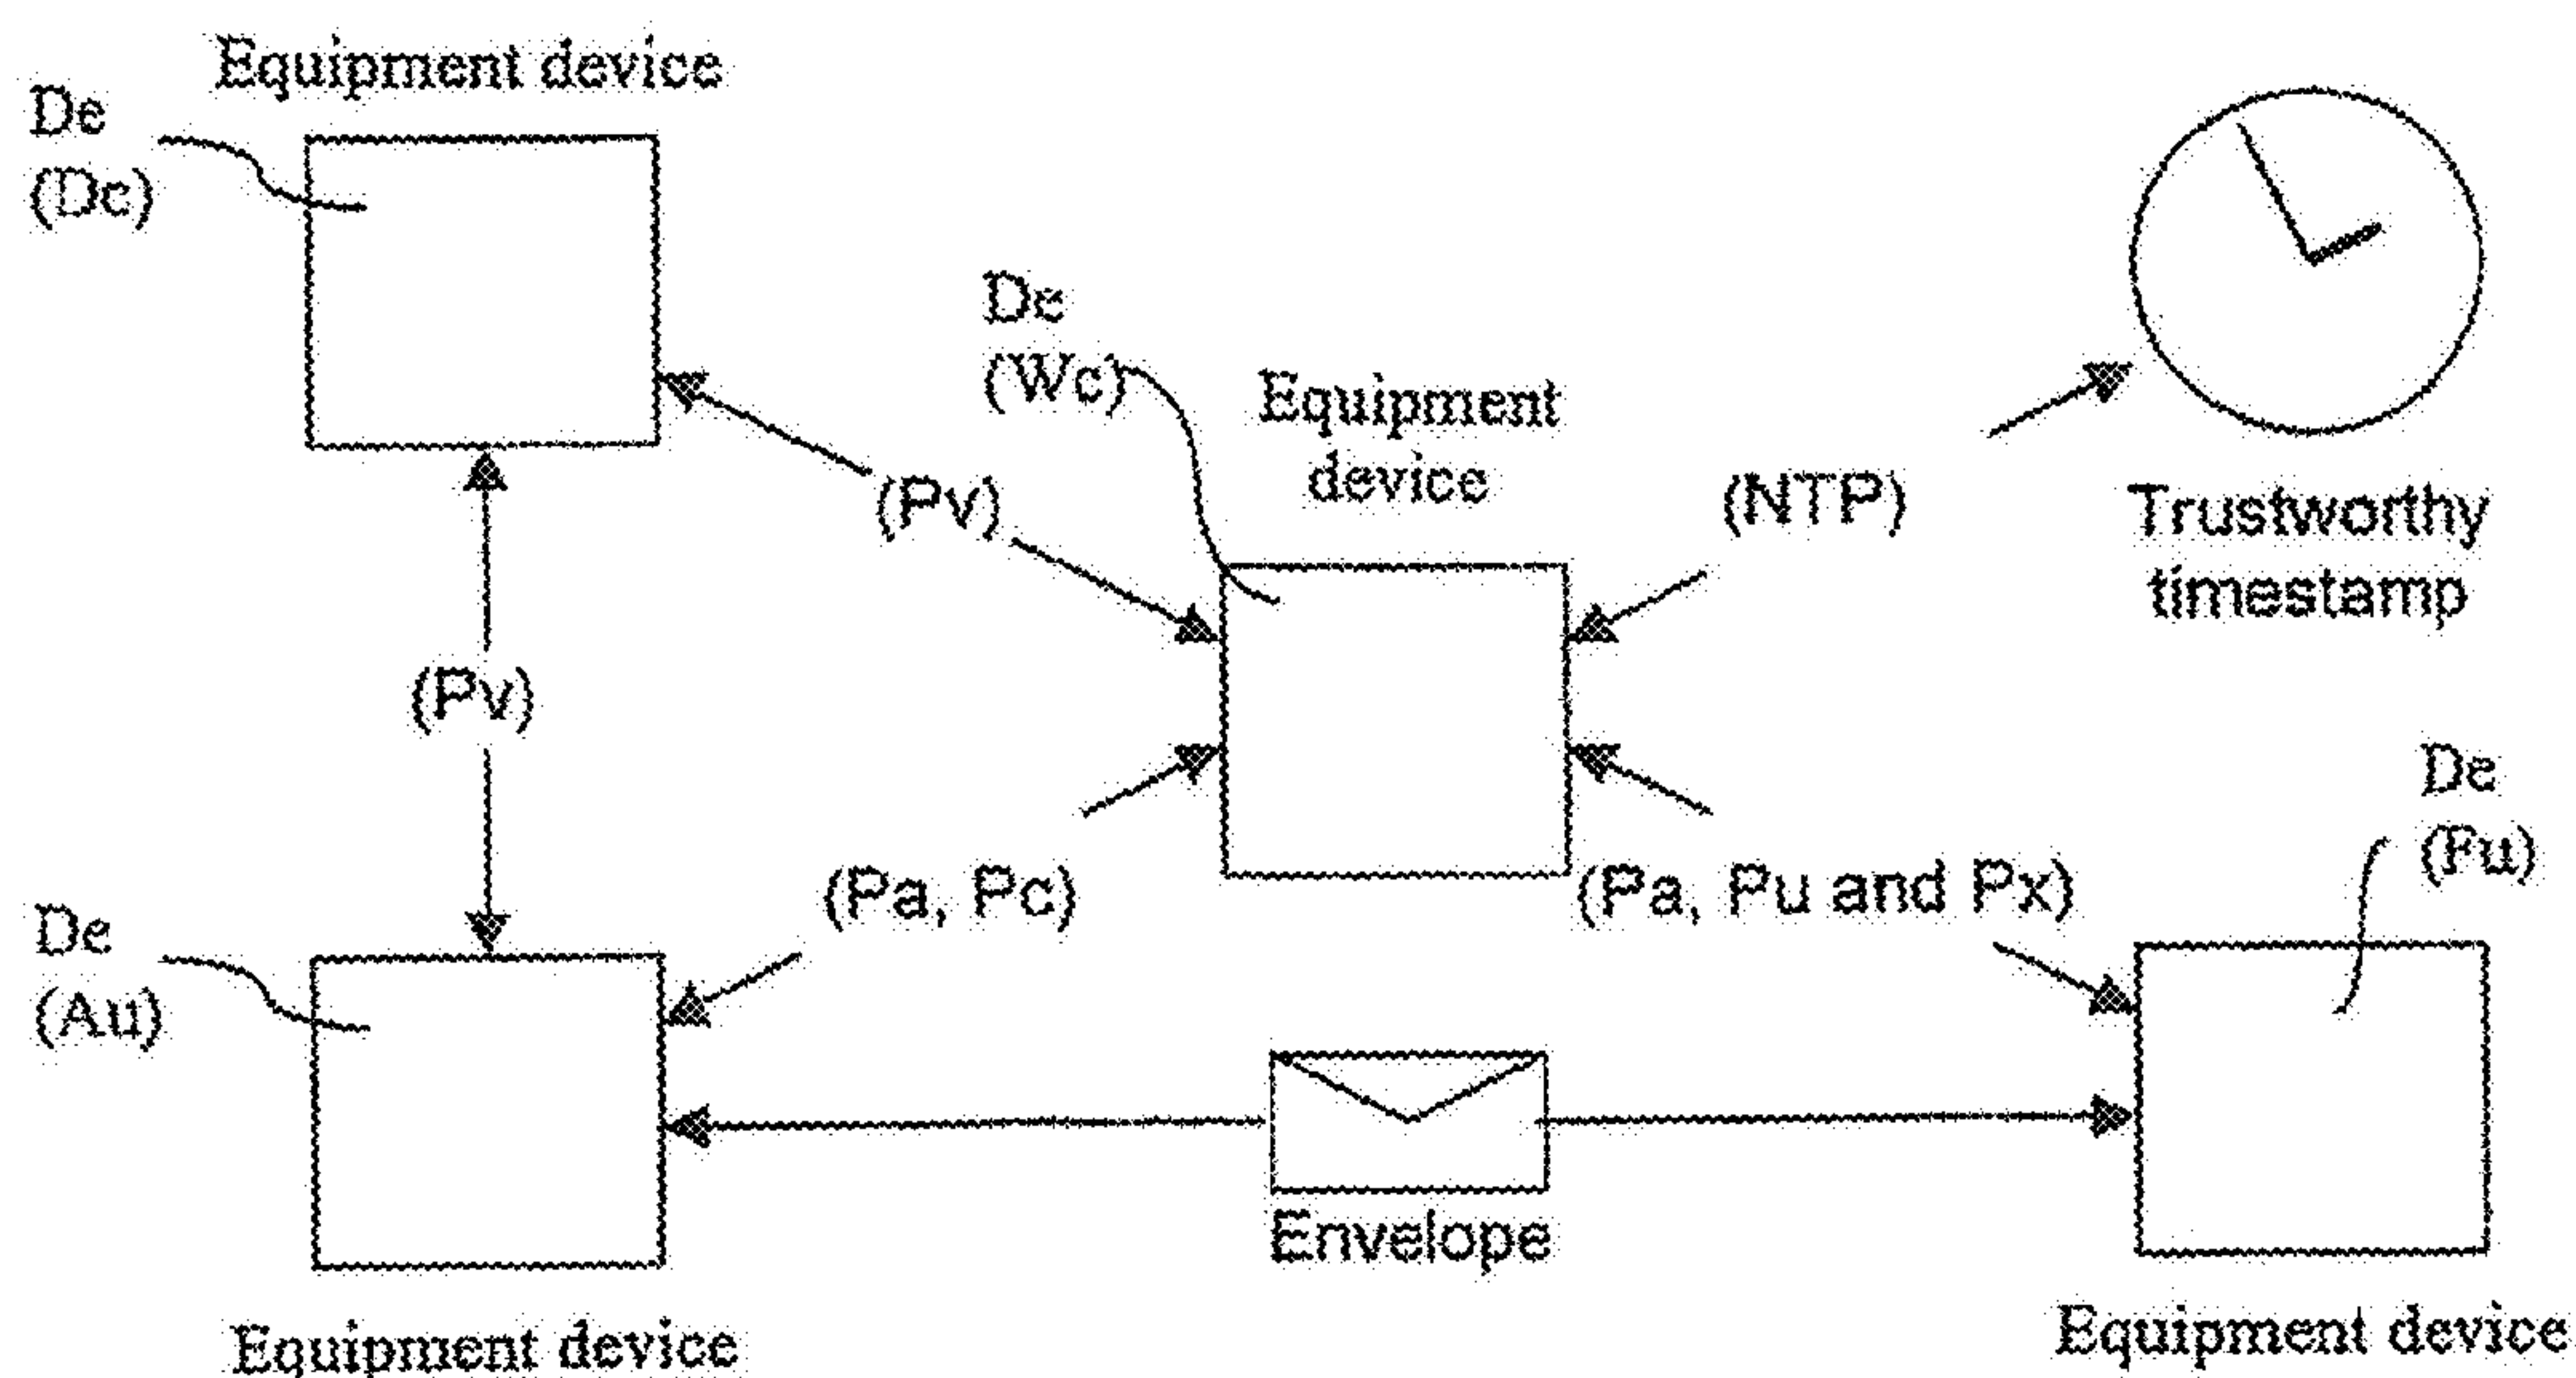 Equipment device
De
(Dc)
De
(Wc)
Equipment
device
(Pv)
(NTP)
Trustworthy
timestamp
(Pv)
De
(Fu)
(Pa, Pc)
(Pa, Pu and Px)
De
(Au)
Envelope
Equipment device
Equipment device